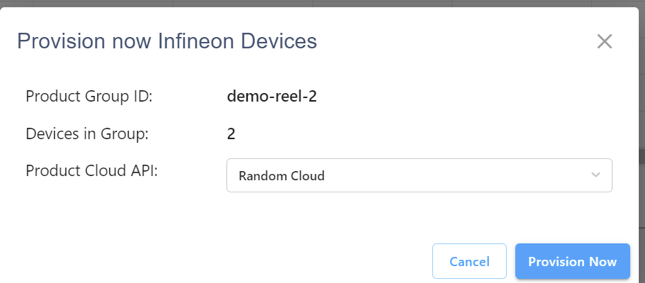 Provision now Infineon Devices
Product Group ID: demo-reel-2
Devices in Group: 2
Product Cloud API: Random Cloud
Cancel Provision Now